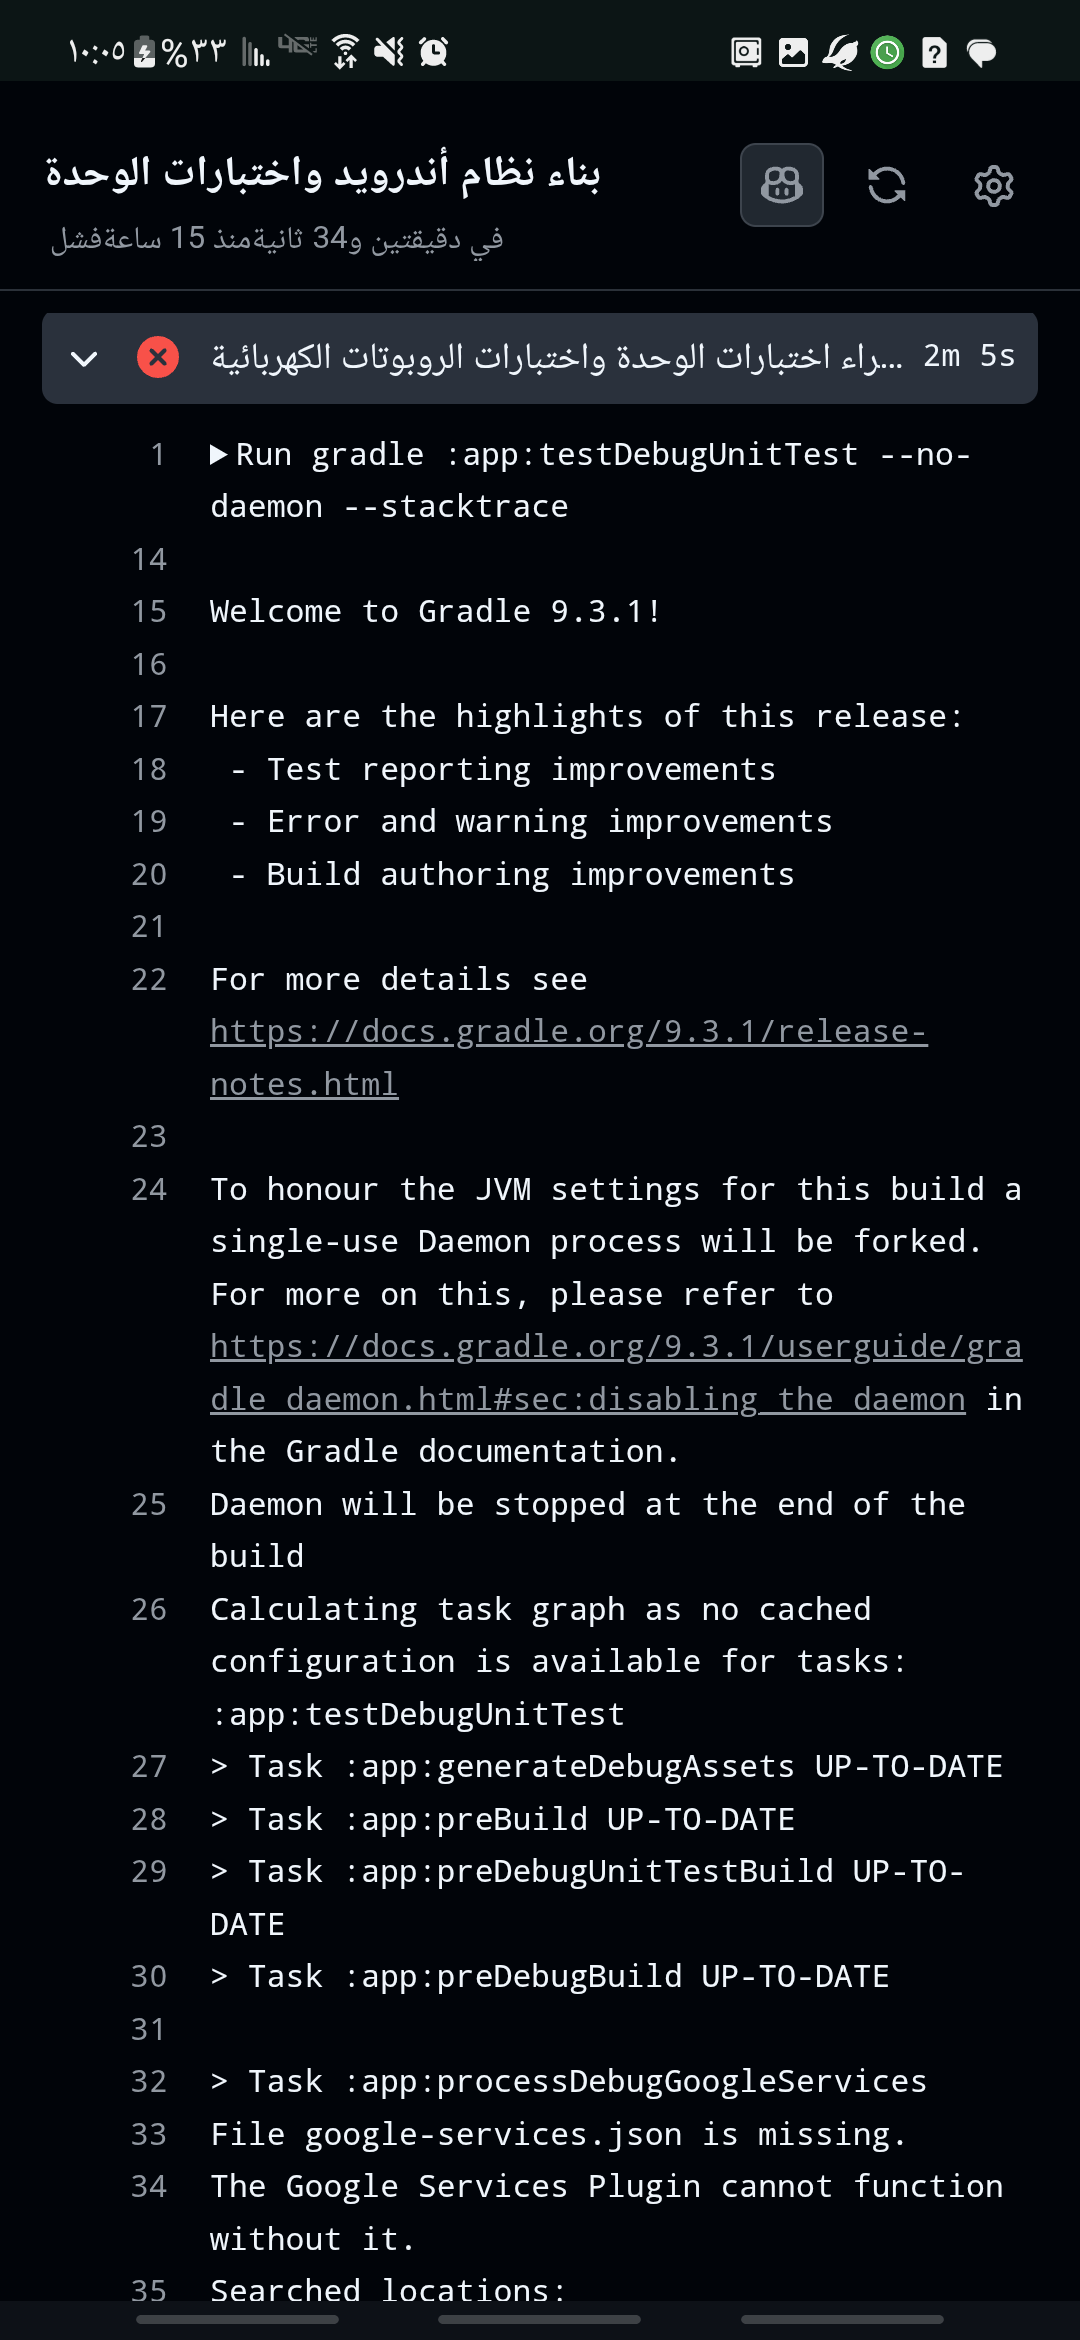 ١٠:٠٥ %٣٣
بناء نظام أندرويد واختبارات الوحدة
في دقيقتين و34 ثانيةمنذ 15 ساعةفشل
...راء اختبارات الوحدة واختبارات الروبوتات الكهربائية 2m 5s
1 Run gradle :app:testDebugUnitTest --no-
daemon --stacktrace
14
15 Welcome to Gradle 9.3.1!
16
17 Here are the highlights of this release:
18 - Test reporting improvements
19 - Error and warning improvements
20 - Build authoring improvements
21
22 For more details see
https://docs.gradle.org/9.3.1/release-
notes.html
23
24 To honour the JVM settings for this build a
single-use Daemon process will be forked.
For more on this, please refer to
https://docs.gradle.org/9.3.1/userguide/gra
dle_daemon.html#sec:disabling_the_daemon in
the Gradle documentation.
25 Daemon will be stopped at the end of the
build
26 Calculating task graph as no cached
configuration is available for tasks:
:app:testDebugUnitTest
27 > Task :app:generateDebugAssets UP-TO-DATE
28 > Task :app:preBuild UP-TO-DATE
29 > Task :app:preDebugUnitTestBuild UP-TO-
DATE
30 > Task :app:preDebugBuild UP-TO-DATE
31
32 > Task :app:processDebugGoogleServices
33 File google-services.json is missing.
34 The Google Services Plugin cannot function
without it.
35 Searched locations: